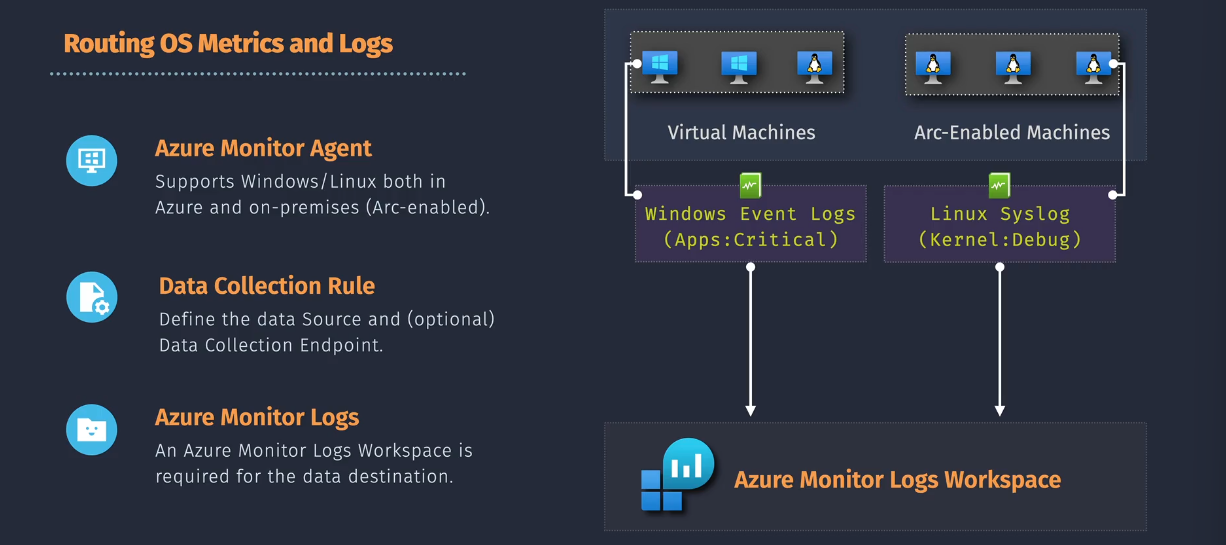 Routing OS Metrics and Logs
Azure Monitor Agent
Supports Windows/Linux both in
Azure and on-premises (Arc-enabled).
Data Collection Rule
Define the data Source and (optional)
Data Collection Endpoint.
Azure Monitor Logs
An Azure Monitor Logs Workspace is
required for the data destination.
Virtual Machines
Arc-Enabled Machines
Windows Event Logs
(Apps:Critical)
Linux Syslog
(Kernel:Debug)
Azure Monitor Logs Workspace